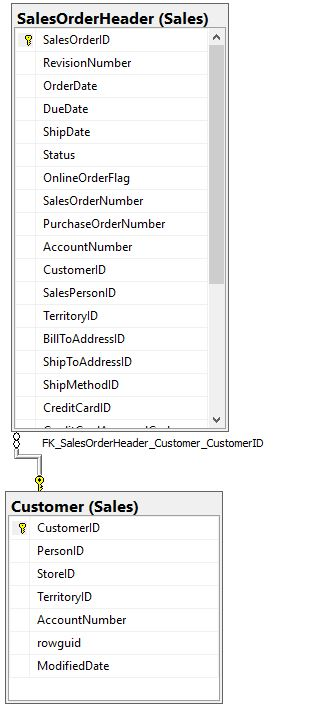 SalesOrderHeader (Sales)
SalesOrderID
RevisionNumber
OrderDate
DueDate
ShipDate
Status
OnlineOrderFlag
SalesOrderNumber
PurchaseOrderNumber
AccountNumber
CustomerID
SalesPersonID
TerritoryID
BillToAddressID
ShipToAddressID
ShipMethodID
CreditCardID
FK_SalesOrderHeader_Customer_CustomerID
Customer (Sales)
CustomerID
PersonID
StoreID
TerritoryID
AccountNumber
rowguid
ModifiedDate